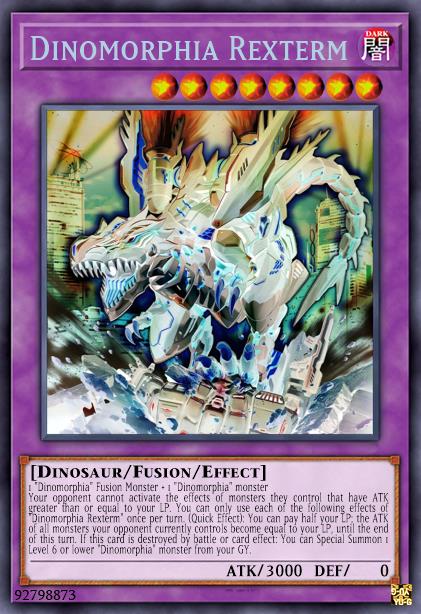 DINOMORPHIA REXTERM
DARK
闇
[DINOSAUR/FUSION/EFFECT]
1 "Dinomorphia" Fusion Monster + 1 "Dinomorphia" monster
Your opponent cannot activate the effects of monsters they control that have ATK
greater than or equal to your LP. You can only use each of the following effects of
"Dinomorphia Rexterm" once per turn. (Quick Effect): You can pay half your LP; the ATK
of all monsters your opponent currently controls become equal to your LP, until the end
of this turn. If this card is destroyed by battle or card effect: You can Special Summon 1
Level 6 or lower "Dinomorphia" monster from your GY.
ATK/3000 DEF/ 0
92798873